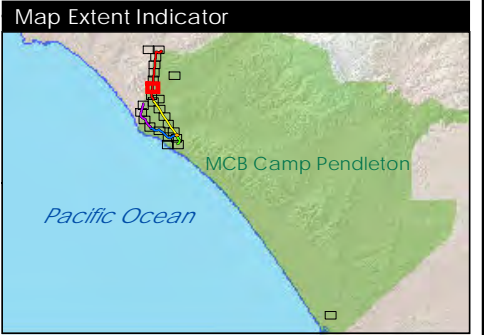 Map Extent Indicator
MCB Camp Pendleton
Pacific Ocean